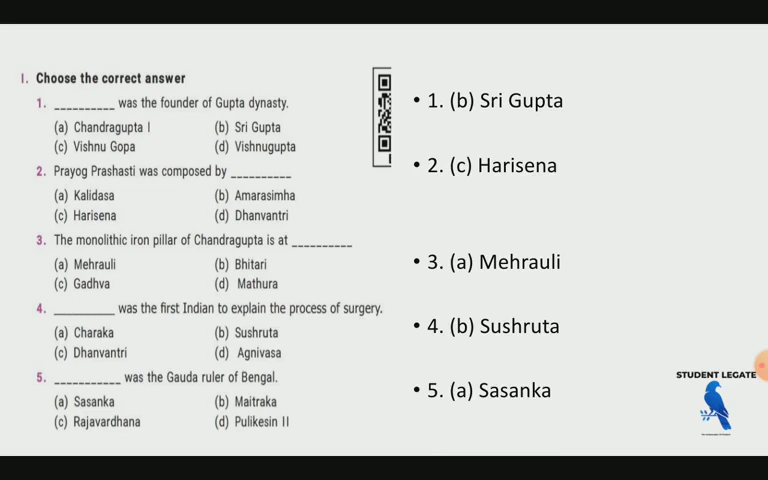 I. Choose the correct answer
1. __________ was the founder of Gupta dynasty.
(a) Chandragupta I (b) Sri Gupta
(c) Vishnu Gopa (d) Vishnugupta
2. Prayog Prashasti was composed by __________
(a) Kalidasa (b) Amarasimha
(c) Harisena (d) Dhanvantri
3. The monolithic iron pillar of Chandragupta is at __________
(a) Mehrauli (b) Bhitari
(c) Gadhva (d) Mathura
4. __________ was the first Indian to explain the process of surgery.
(a) Charaka (b) Sushruta
(c) Dhanvantri (d) Agnivasa
5. ___________ was the Gauda ruler of Bengal.
(a) Sasanka (b) Maitraka
(c) Rajavardhana (d) Pulikesin II
• 1. (b) Sri Gupta
• 2. (c) Harisena
• 3. (a) Mehrauli
• 4. (b) Sushruta
• 5. (a) Sasanka
STUDENT LEGATE